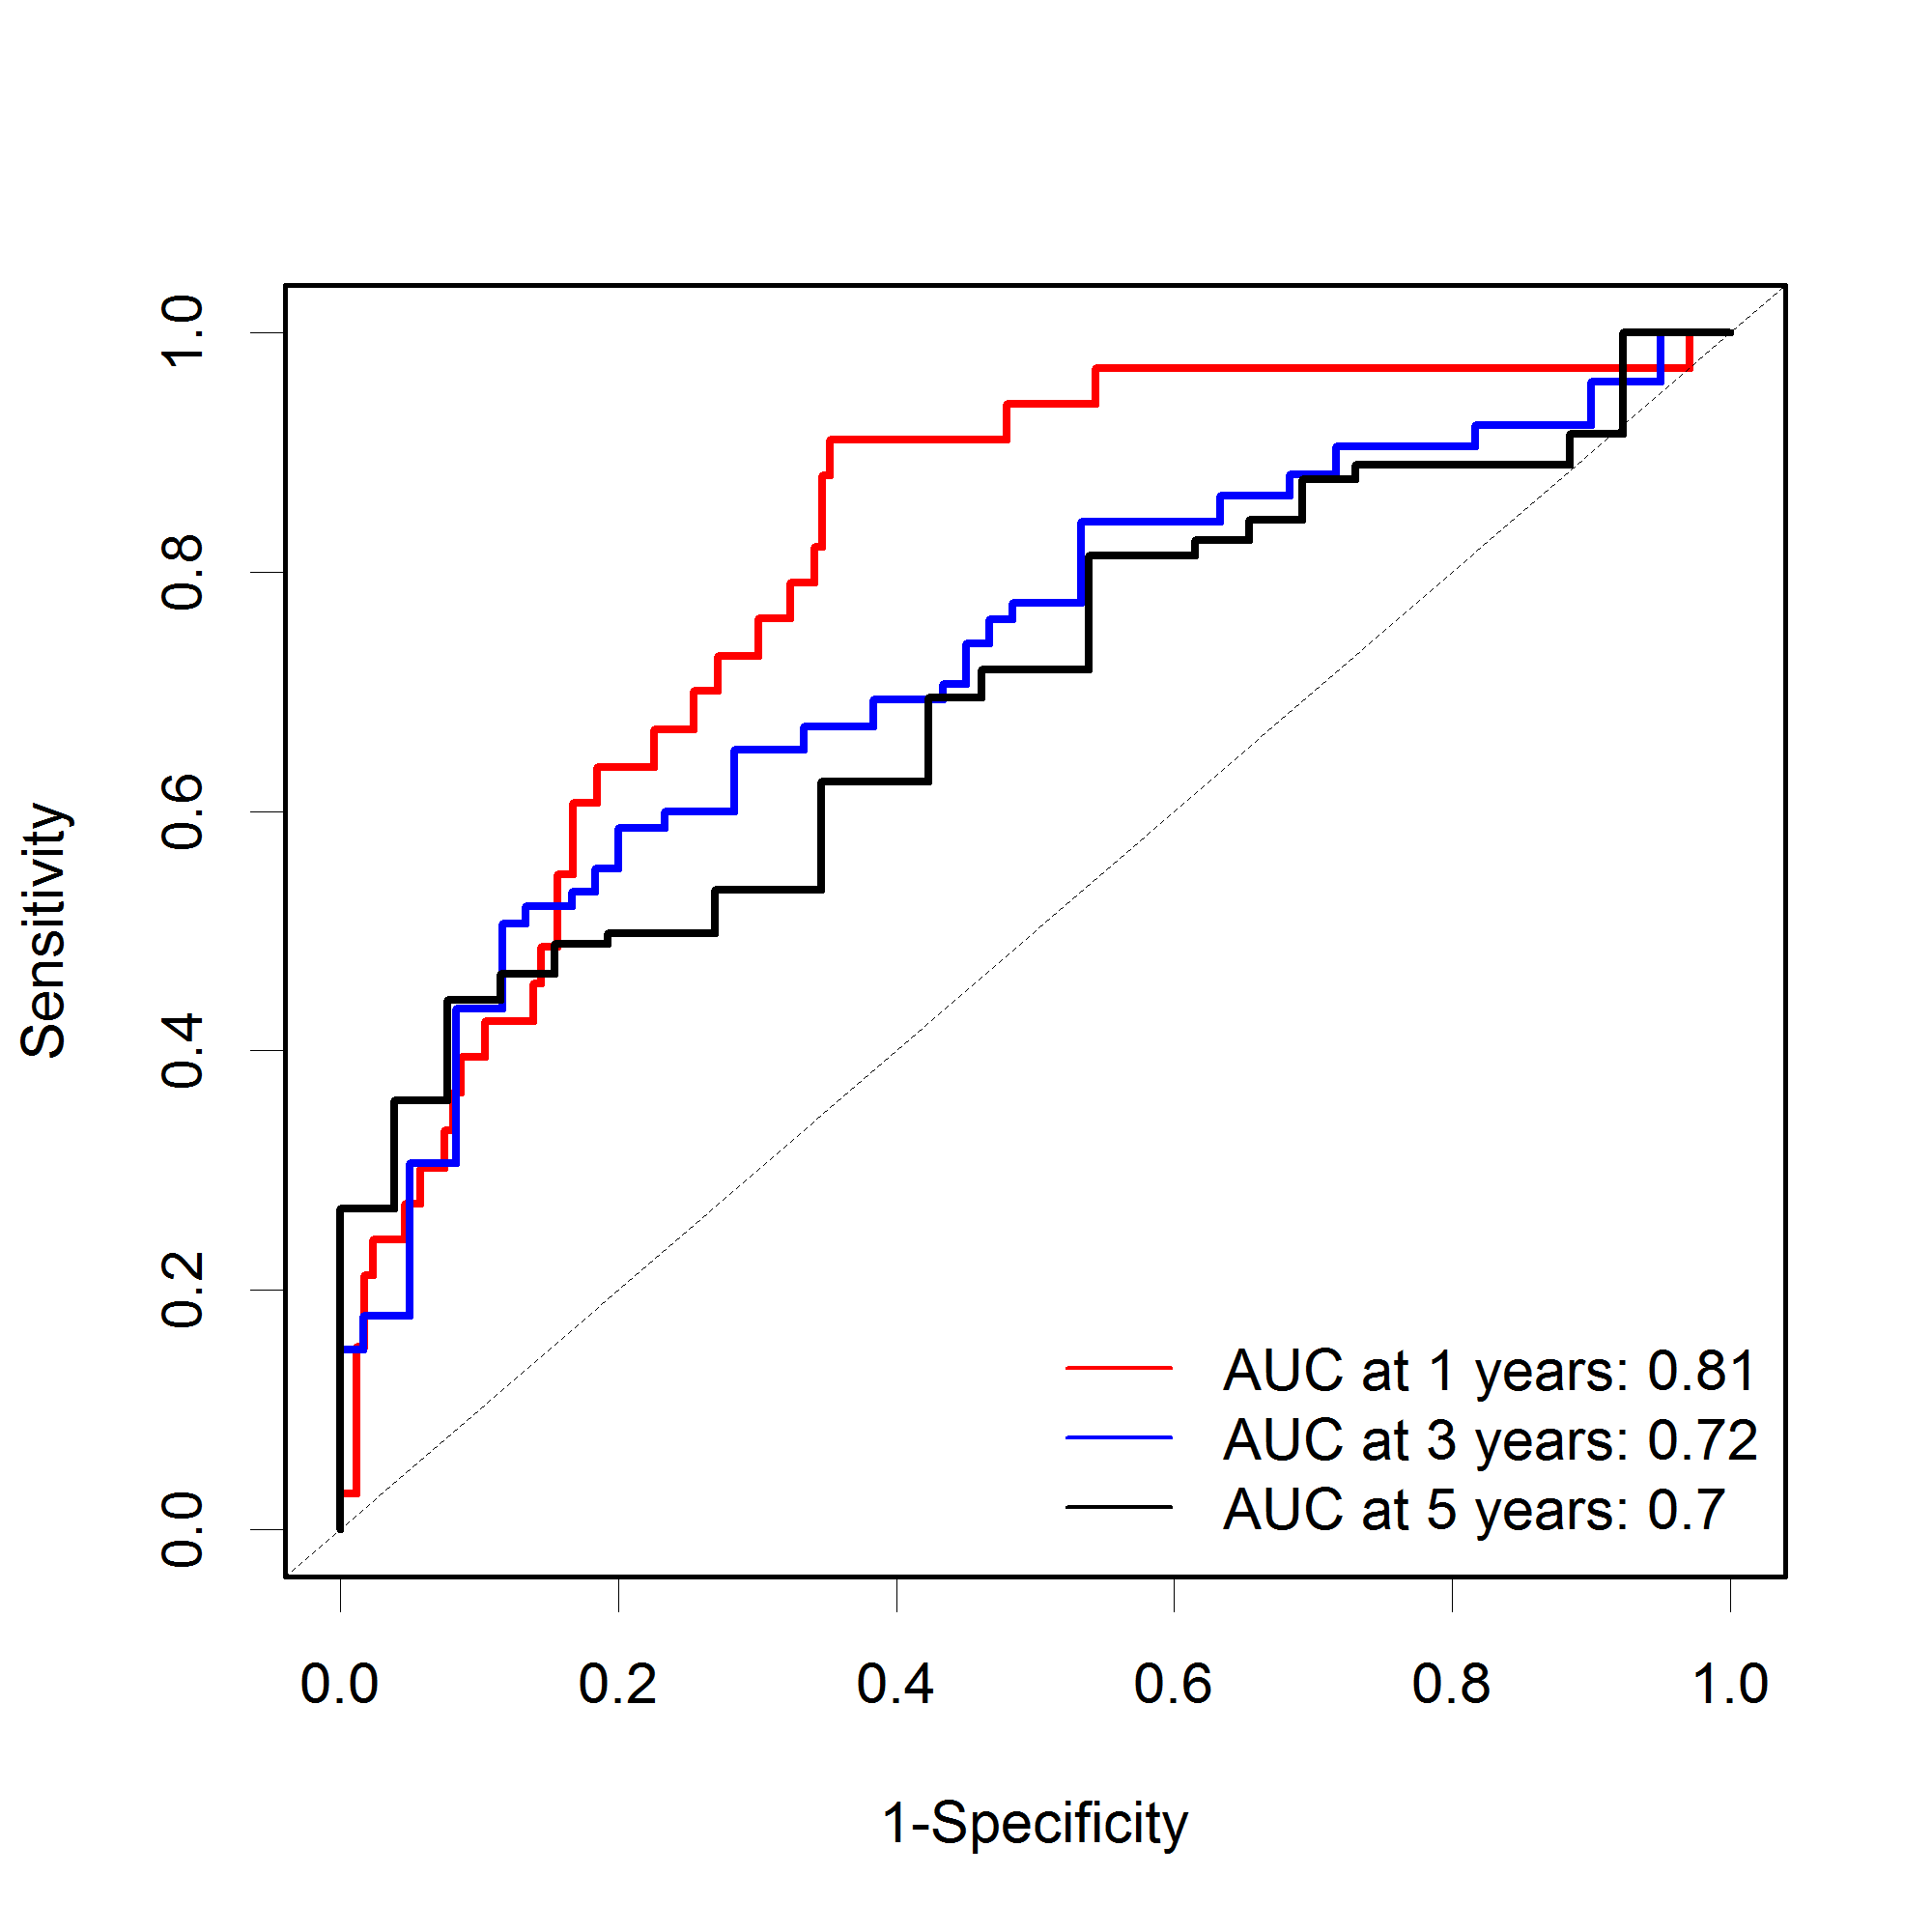 Sensitivity
1.0
0.8
0.6
0.4
0.2
0.0
AUC at 1 years: 0.81
AUC at 3 years: 0.72
AUC at 5 years: 0.7
0.0 0.2 0.4 0.6 0.8 1.0
1-Specificity